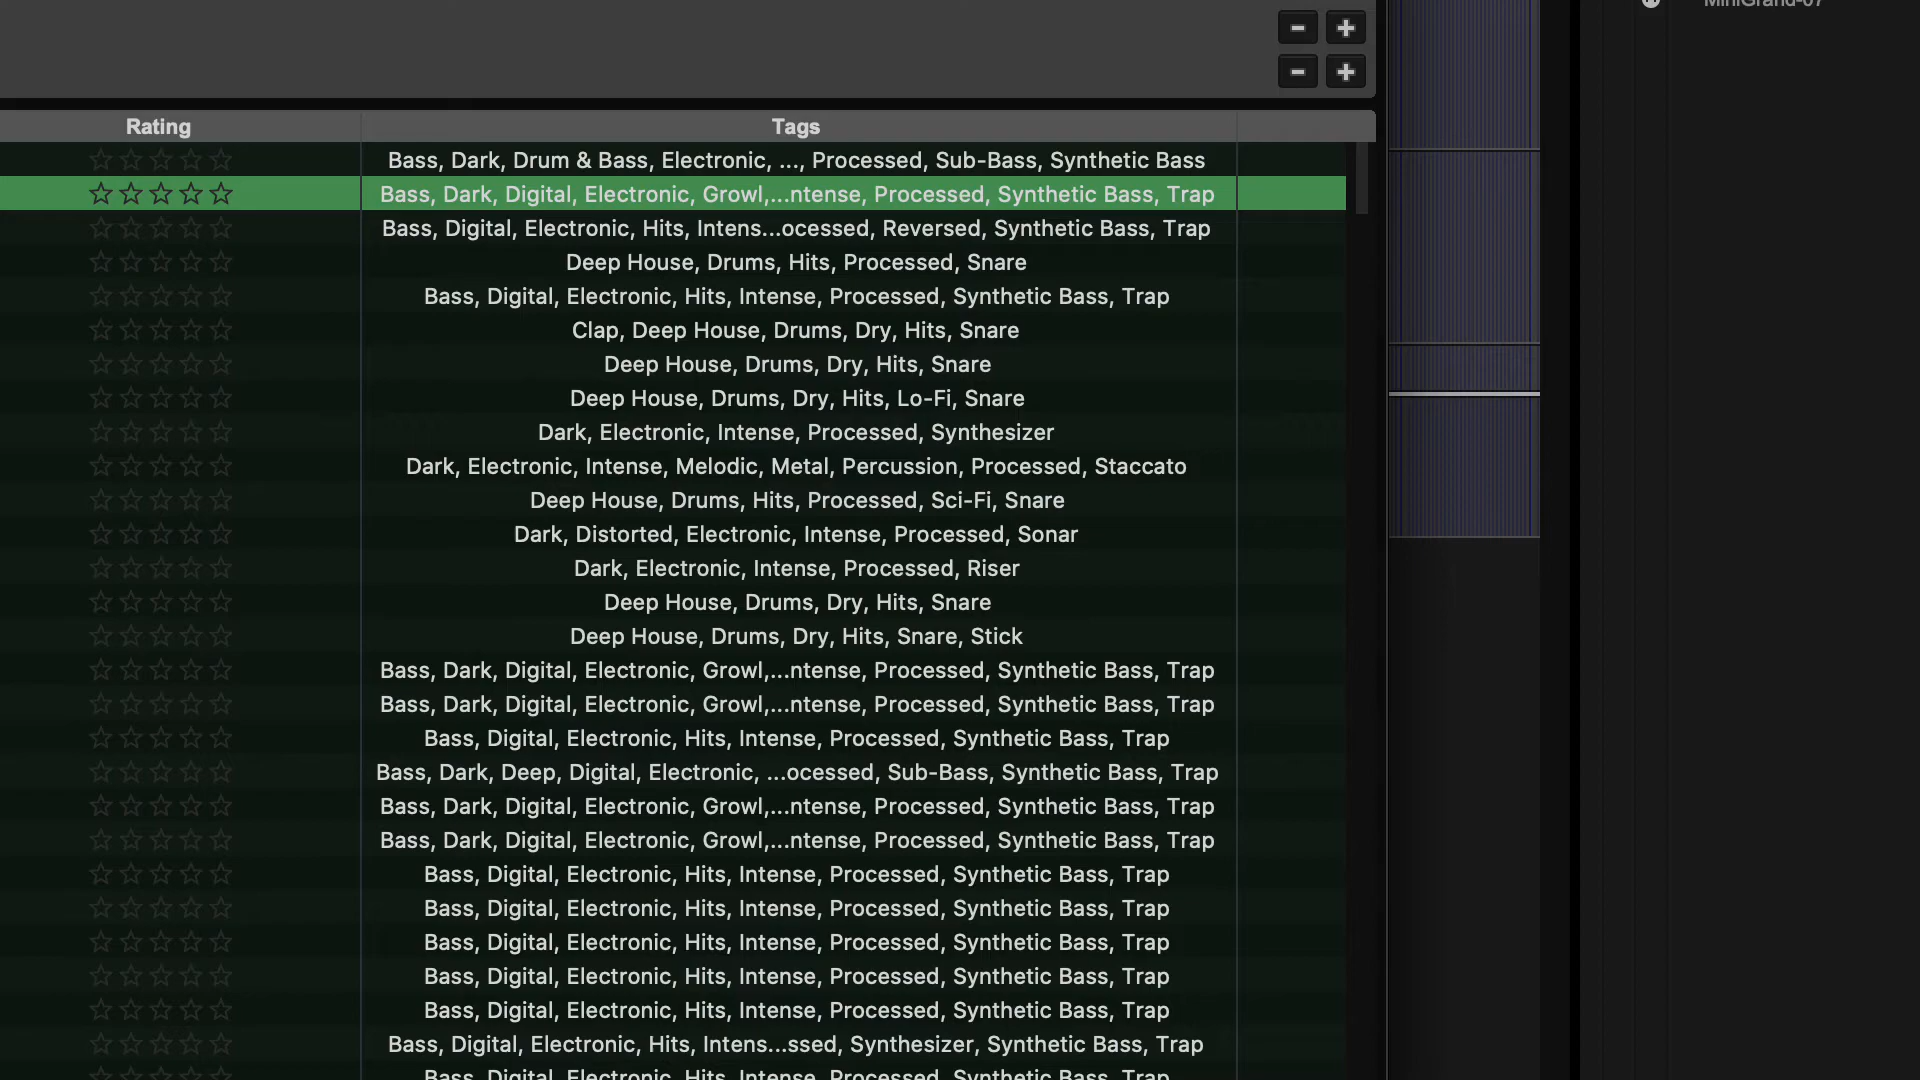 MiniGrand-07
Rating
Tags
Bass, Dark, Drum & Bass, Electronic, ..., Processed, Sub-Bass, Synthetic Bass
Bass, Dark, Digital, Electronic, Growl,...ntense, Processed, Synthetic Bass, Trap
Bass, Digital, Electronic, Hits, Intens...ocessed, Reversed, Synthetic Bass, Trap
Deep House, Drums, Hits, Processed, Snare
Bass, Digital, Electronic, Hits, Intense, Processed, Synthetic Bass, Trap
Clap, Deep House, Drums, Dry, Hits, Snare
Deep House, Drums, Dry, Hits, Snare
Deep House, Drums, Dry, Hits, Lo-Fi, Snare
Dark, Electronic, Intense, Processed, Synthesizer
Dark, Electronic, Intense, Melodic, Metal, Percussion, Processed, Staccato
Deep House, Drums, Hits, Processed, Sci-Fi, Snare
Dark, Distorted, Electronic, Intense, Processed, Sonar
Dark, Electronic, Intense, Processed, Riser
Deep House, Drums, Dry, Hits, Snare
Deep House, Drums, Dry, Hits, Snare, Stick
Bass, Dark, Digital, Electronic, Growl,...ntense, Processed, Synthetic Bass, Trap
Bass, Dark, Digital, Electronic, Growl,...ntense, Processed, Synthetic Bass, Trap
Bass, Digital, Electronic, Hits, Intense, Processed, Synthetic Bass, Trap
Bass, Dark, Deep, Digital, Electronic, ...ocessed, Sub-Bass, Synthetic Bass, Trap
Bass, Dark, Digital, Electronic, Growl,...ntense, Processed, Synthetic Bass, Trap
Bass, Dark, Digital, Electronic, Growl,...ntense, Processed, Synthetic Bass, Trap
Bass, Digital, Electronic, Hits, Intense, Processed, Synthetic Bass, Trap
Bass, Digital, Electronic, Hits, Intense, Processed, Synthetic Bass, Trap
Bass, Digital, Electronic, Hits, Intense, Processed, Synthetic Bass, Trap
Bass, Digital, Electronic, Hits, Intense, Processed, Synthetic Bass, Trap
Bass, Digital, Electronic, Hits, Intense, Processed, Synthetic Bass, Trap
Bass, Digital, Electronic, Hits, Intens...ssed, Synthesizer, Synthetic Bass, Trap
Bass, Digital, Electronic, Hits, Intense, Processed, Synthetic Bass, Trap